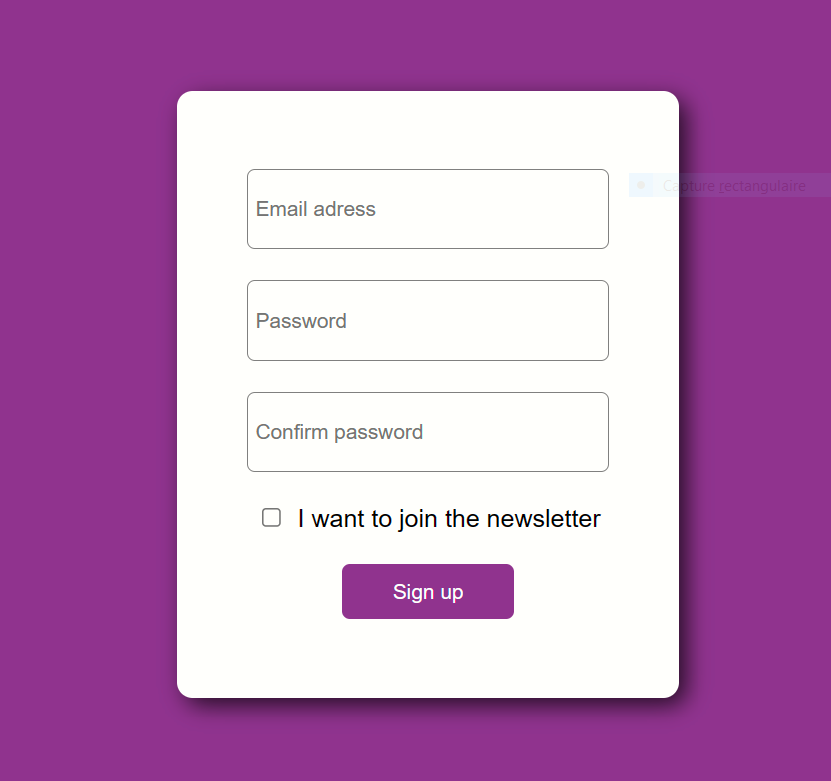 Email adress
Capture rectangulaire
Password
Confirm password
I want to join the newsletter
Sign up